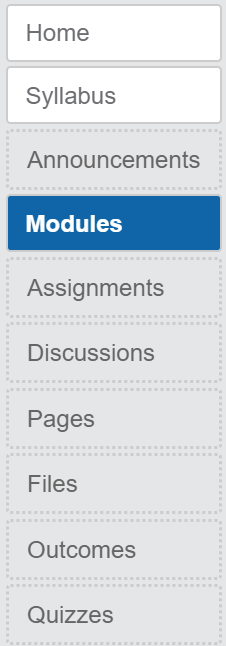 Home
Syllabus
Announcements
Modules
Assignments
Discussions
Pages
Files
Outcomes
Quizzes